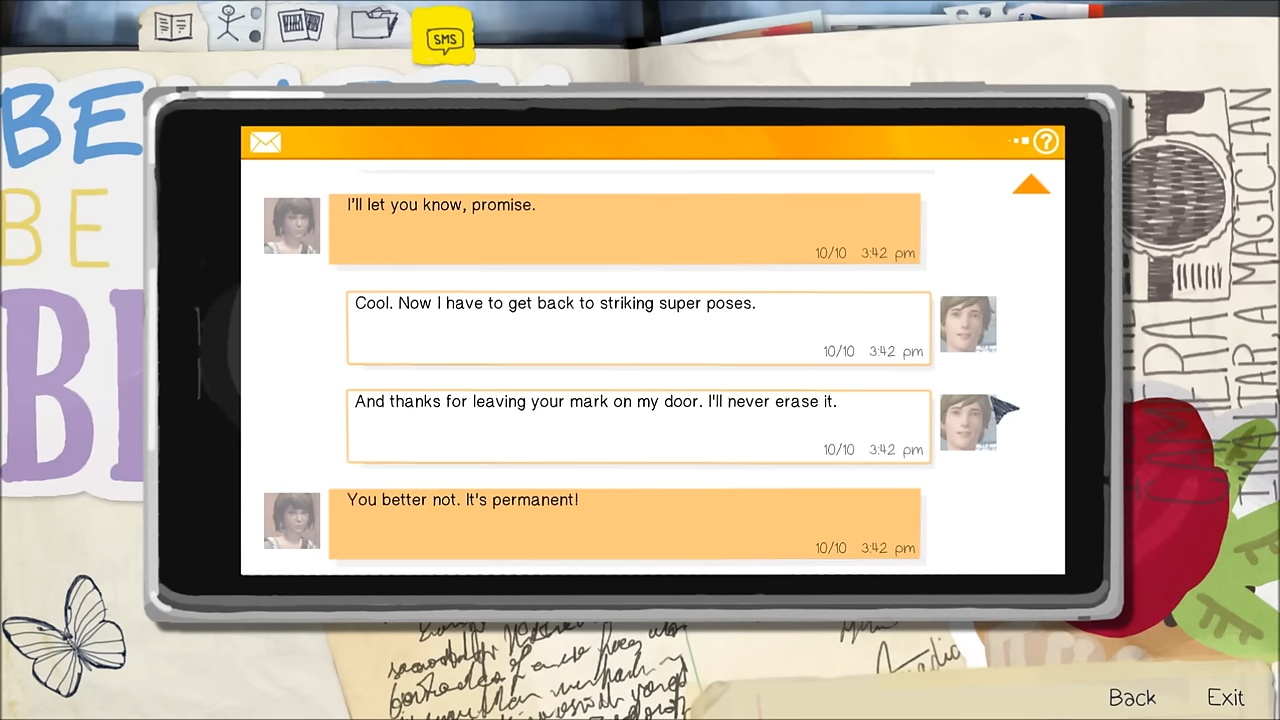 SMS
BE
BE
I'll let you know, promise.
10/10 3:42 pm
Cool. Now I have to get back to striking super poses.
10/10 3:42 pm
And thanks for leaving your mark on my door. I'll never erase it.
10/10 3:42 pm
You better not. It's permanent!
10/10 3:42 pm
CAMERA
MAGICIAN
Back Exit